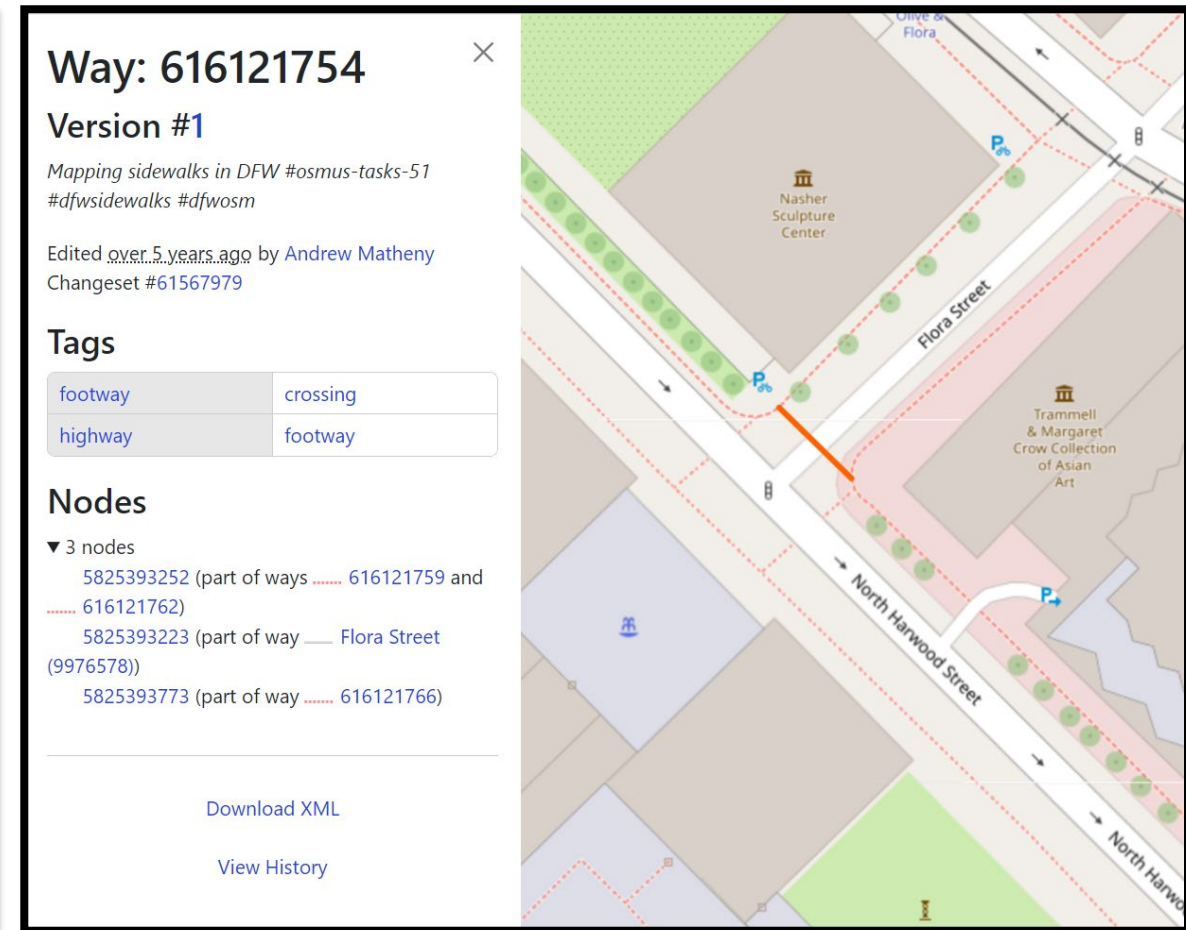 Way: 616121754
Version #1
Mapping sidewalks in DFW #osmus-tasks-51
#dfwsidewalks #dfwosm
Edited over 5 years ago by Andrew Matheny
Changeset #61567979
Tags
footway crossing
highway footway
Nodes
▼ 3 nodes
5825393252 (part of ways 616121759 and
616121762)
5825393223 (part of way Flora Street
(9976578))
5825393773 (part of way 616121766)
Download XML
View History
Olive &
Flora
Nasher
Sculpture
Center
Flora Street
Trammell
& Margaret
Crow Collection
of Asian
Art
P
P
P
North Harwood Street
North Harwo